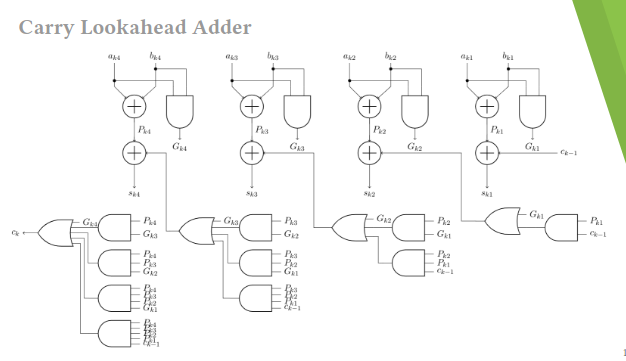 Carry Lookahead Adder
a_{k4} b_{k4} a_{k3} b_{k3} a_{k2} b_{k2} a_{k1} b_{k1}
+ + + +
P_{k4} P_{k3} P_{k2} P_{k1}
G_{k4} G_{k3} G_{k2} G_{k1}
+ + + + c_{k-1}
s_{k4} s_{k3} s_{k2} s_{k1}
c_k G_{k4} P_{k4} G_{k3} P_{k3} G_{k2} P_{k2} G_{k1} P_{k1}
G_{k3} G_{k2} G_{k1} c_{k-1}
P_{k4} P_{k3} P_{k2}
P_{k3} P_{k2} P_{k1}
G_{k2} G_{k1} c_{k-1}
P_{k4} P_{k3}
P_{k3} P_{k2}
P_{k2} P_{k1}
G_{k1} c_{k-1}
P_{k4}
P_{k3}
P_{k2}
P_{k1}
c_{k-1}
1